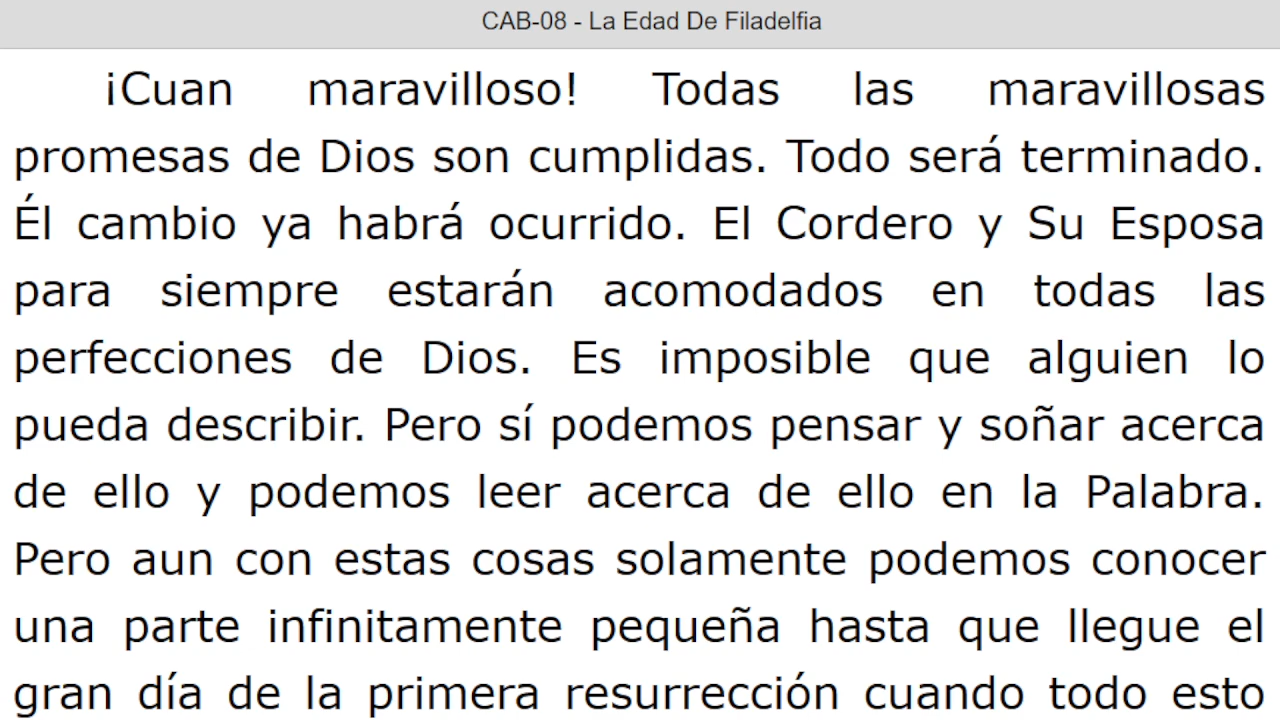 CAB-08 - La Edad De Filadelfia
¡Cuan maravilloso! Todas las maravillosas
promesas de Dios son cumplidas. Todo será terminado.
Él cambio ya habrá ocurrido. El Cordero y Su Esposa
para siempre estarán acomodados en todas las
perfecciones de Dios. Es imposible que alguien lo
pueda describir. Pero sí podemos pensar y soñar acerca
de ello y podemos leer acerca de ello en la Palabra.
Pero aun con estas cosas solamente podemos conocer
una parte infinitamente pequeña hasta que llegue el
gran día de la primera resurrección cuando todo esto